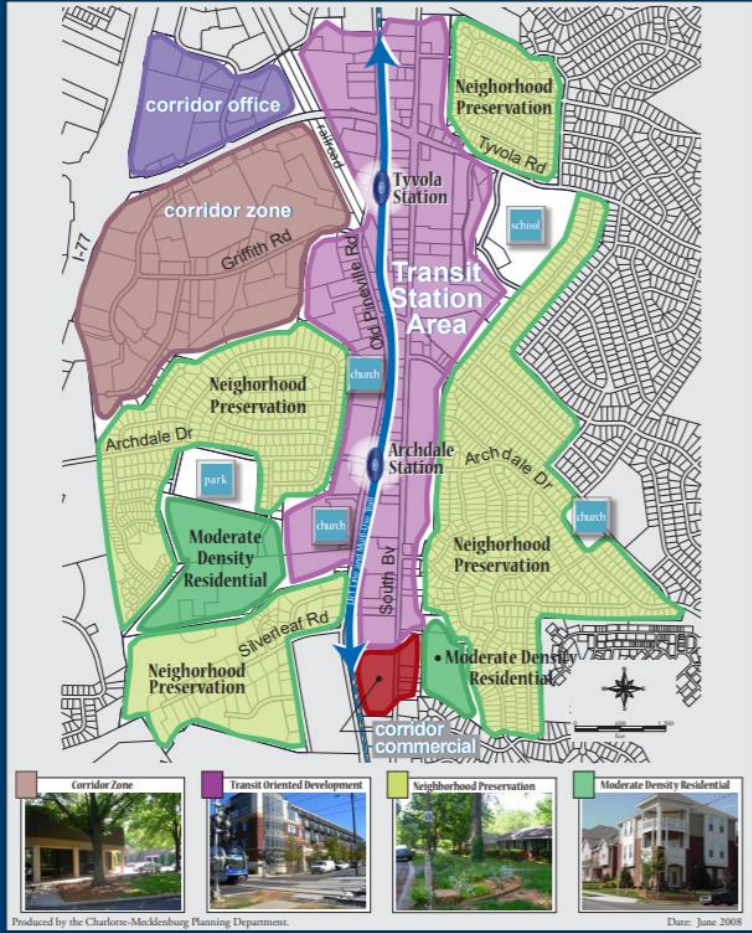 corridor office
Neighorhood
Preservation
Tyvola Rd
railroad
Tyvola
Station
corridor zone
school
I-77
Griffith Rd
Old Pineville Rd
Transit
Station
Area
church
Neighorhood
Preservation
Archdale Dr
Archdale
Station
Archdale Dr
park
church
church
Moderate
Density
Residential
Neighorhood
Preservation
South Bv
Silverleaf Rd
Neighorhood
Preservation
Moderate Density
Residential
corridor
commercial
feet
Corridor Zone
Transit Oriented Development
Neighborhood Preservation
Moderate Density Residential
Produced by the Charlotte-Mecklenburg Planning Department.
Date: June 2008